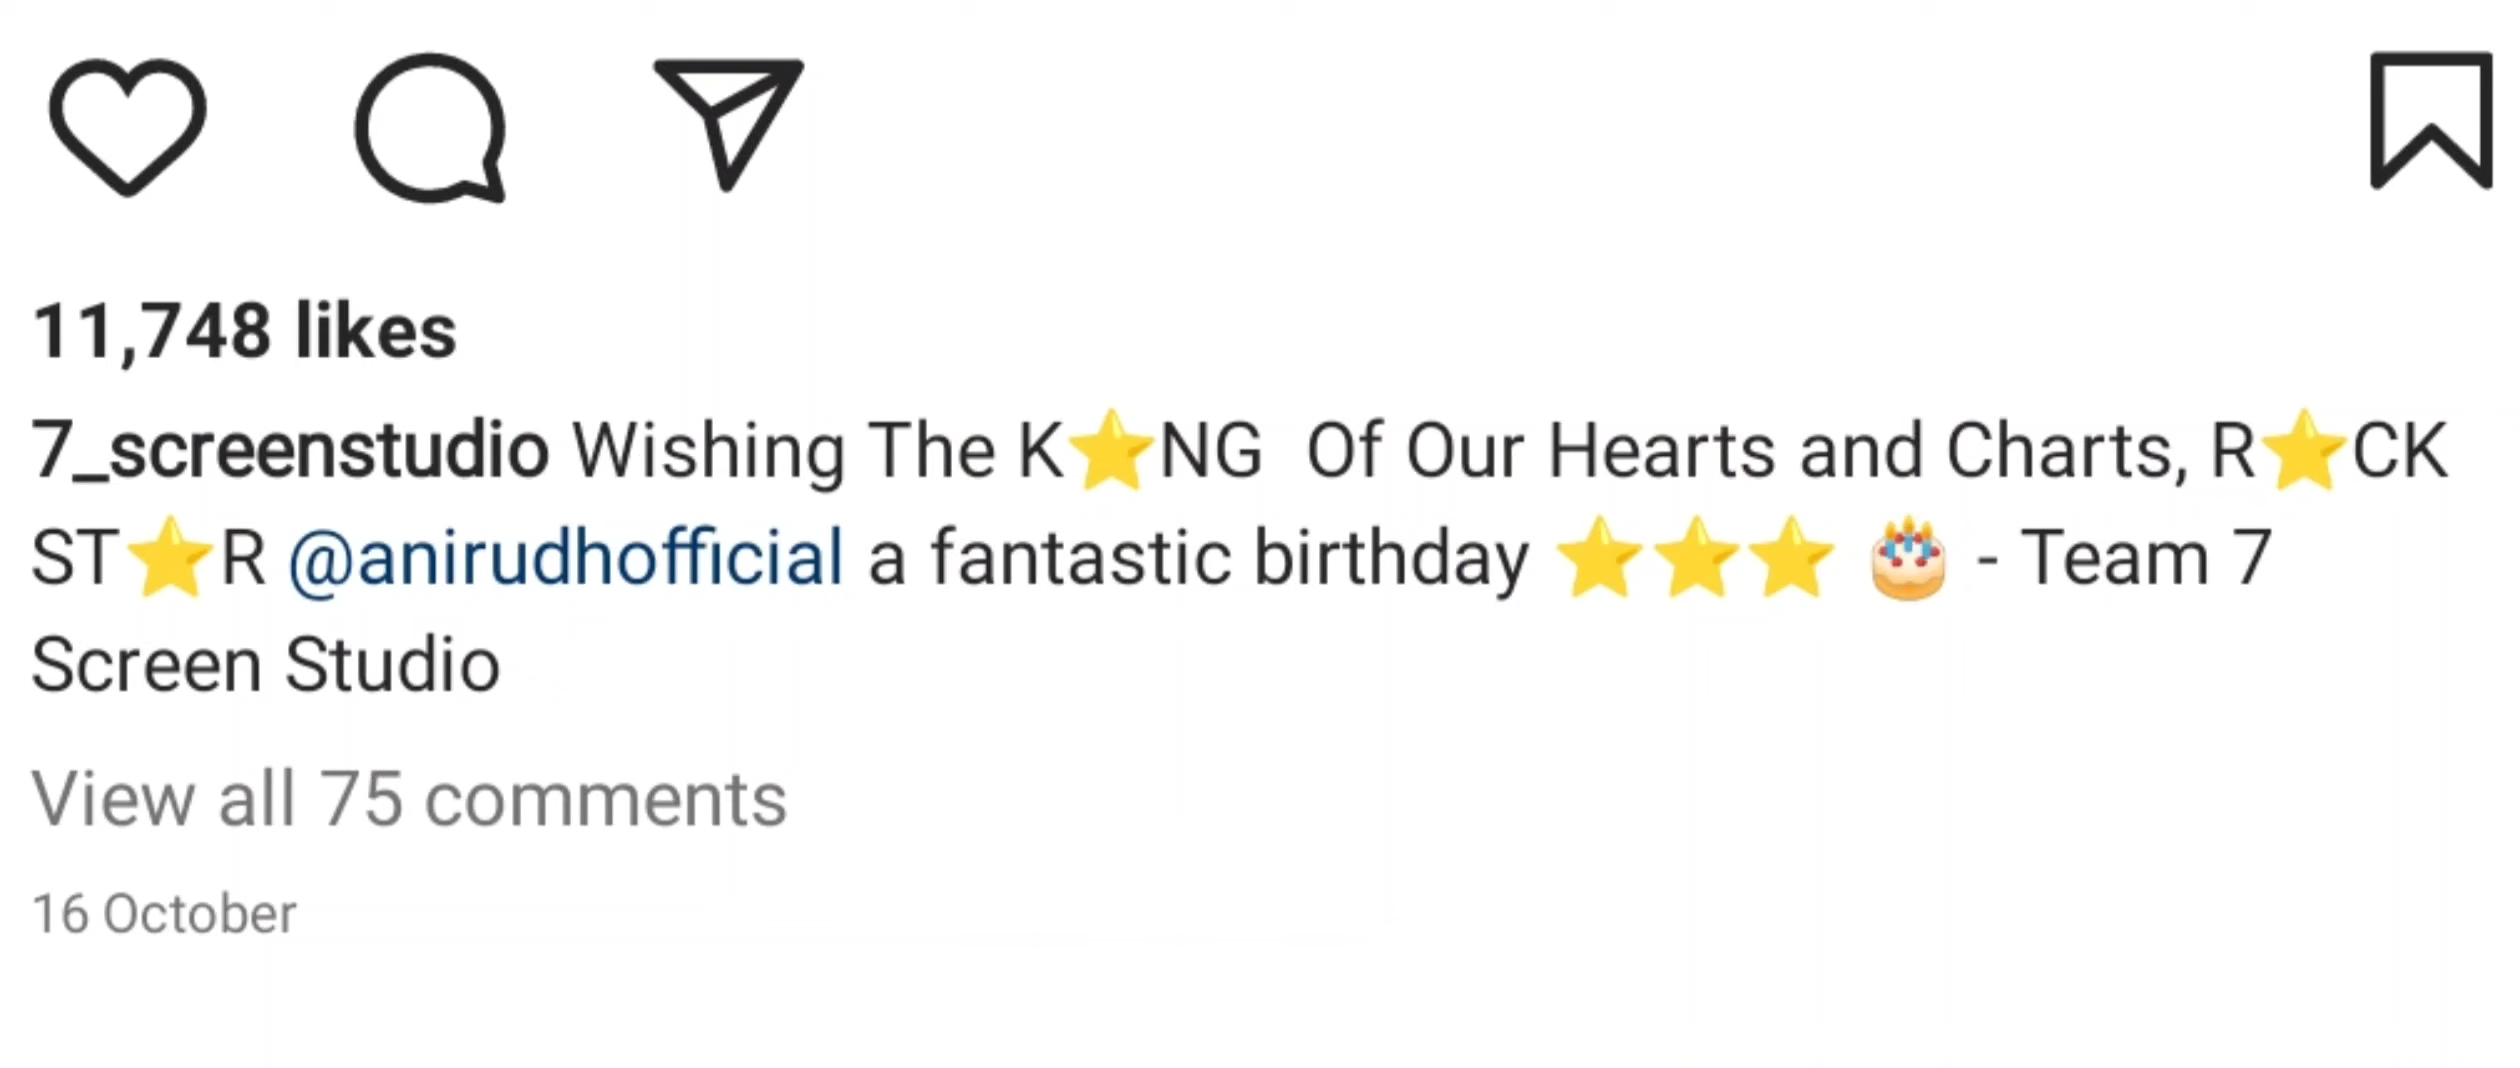 11,748 likes
7_screenstudio Wishing The K⭐NG  Of Our Hearts and Charts, R⭐CK
ST⭐R @anirudhofficial a fantastic birthday ⭐⭐⭐ 🎂 - Team 7
Screen Studio
View all 75 comments
16 October